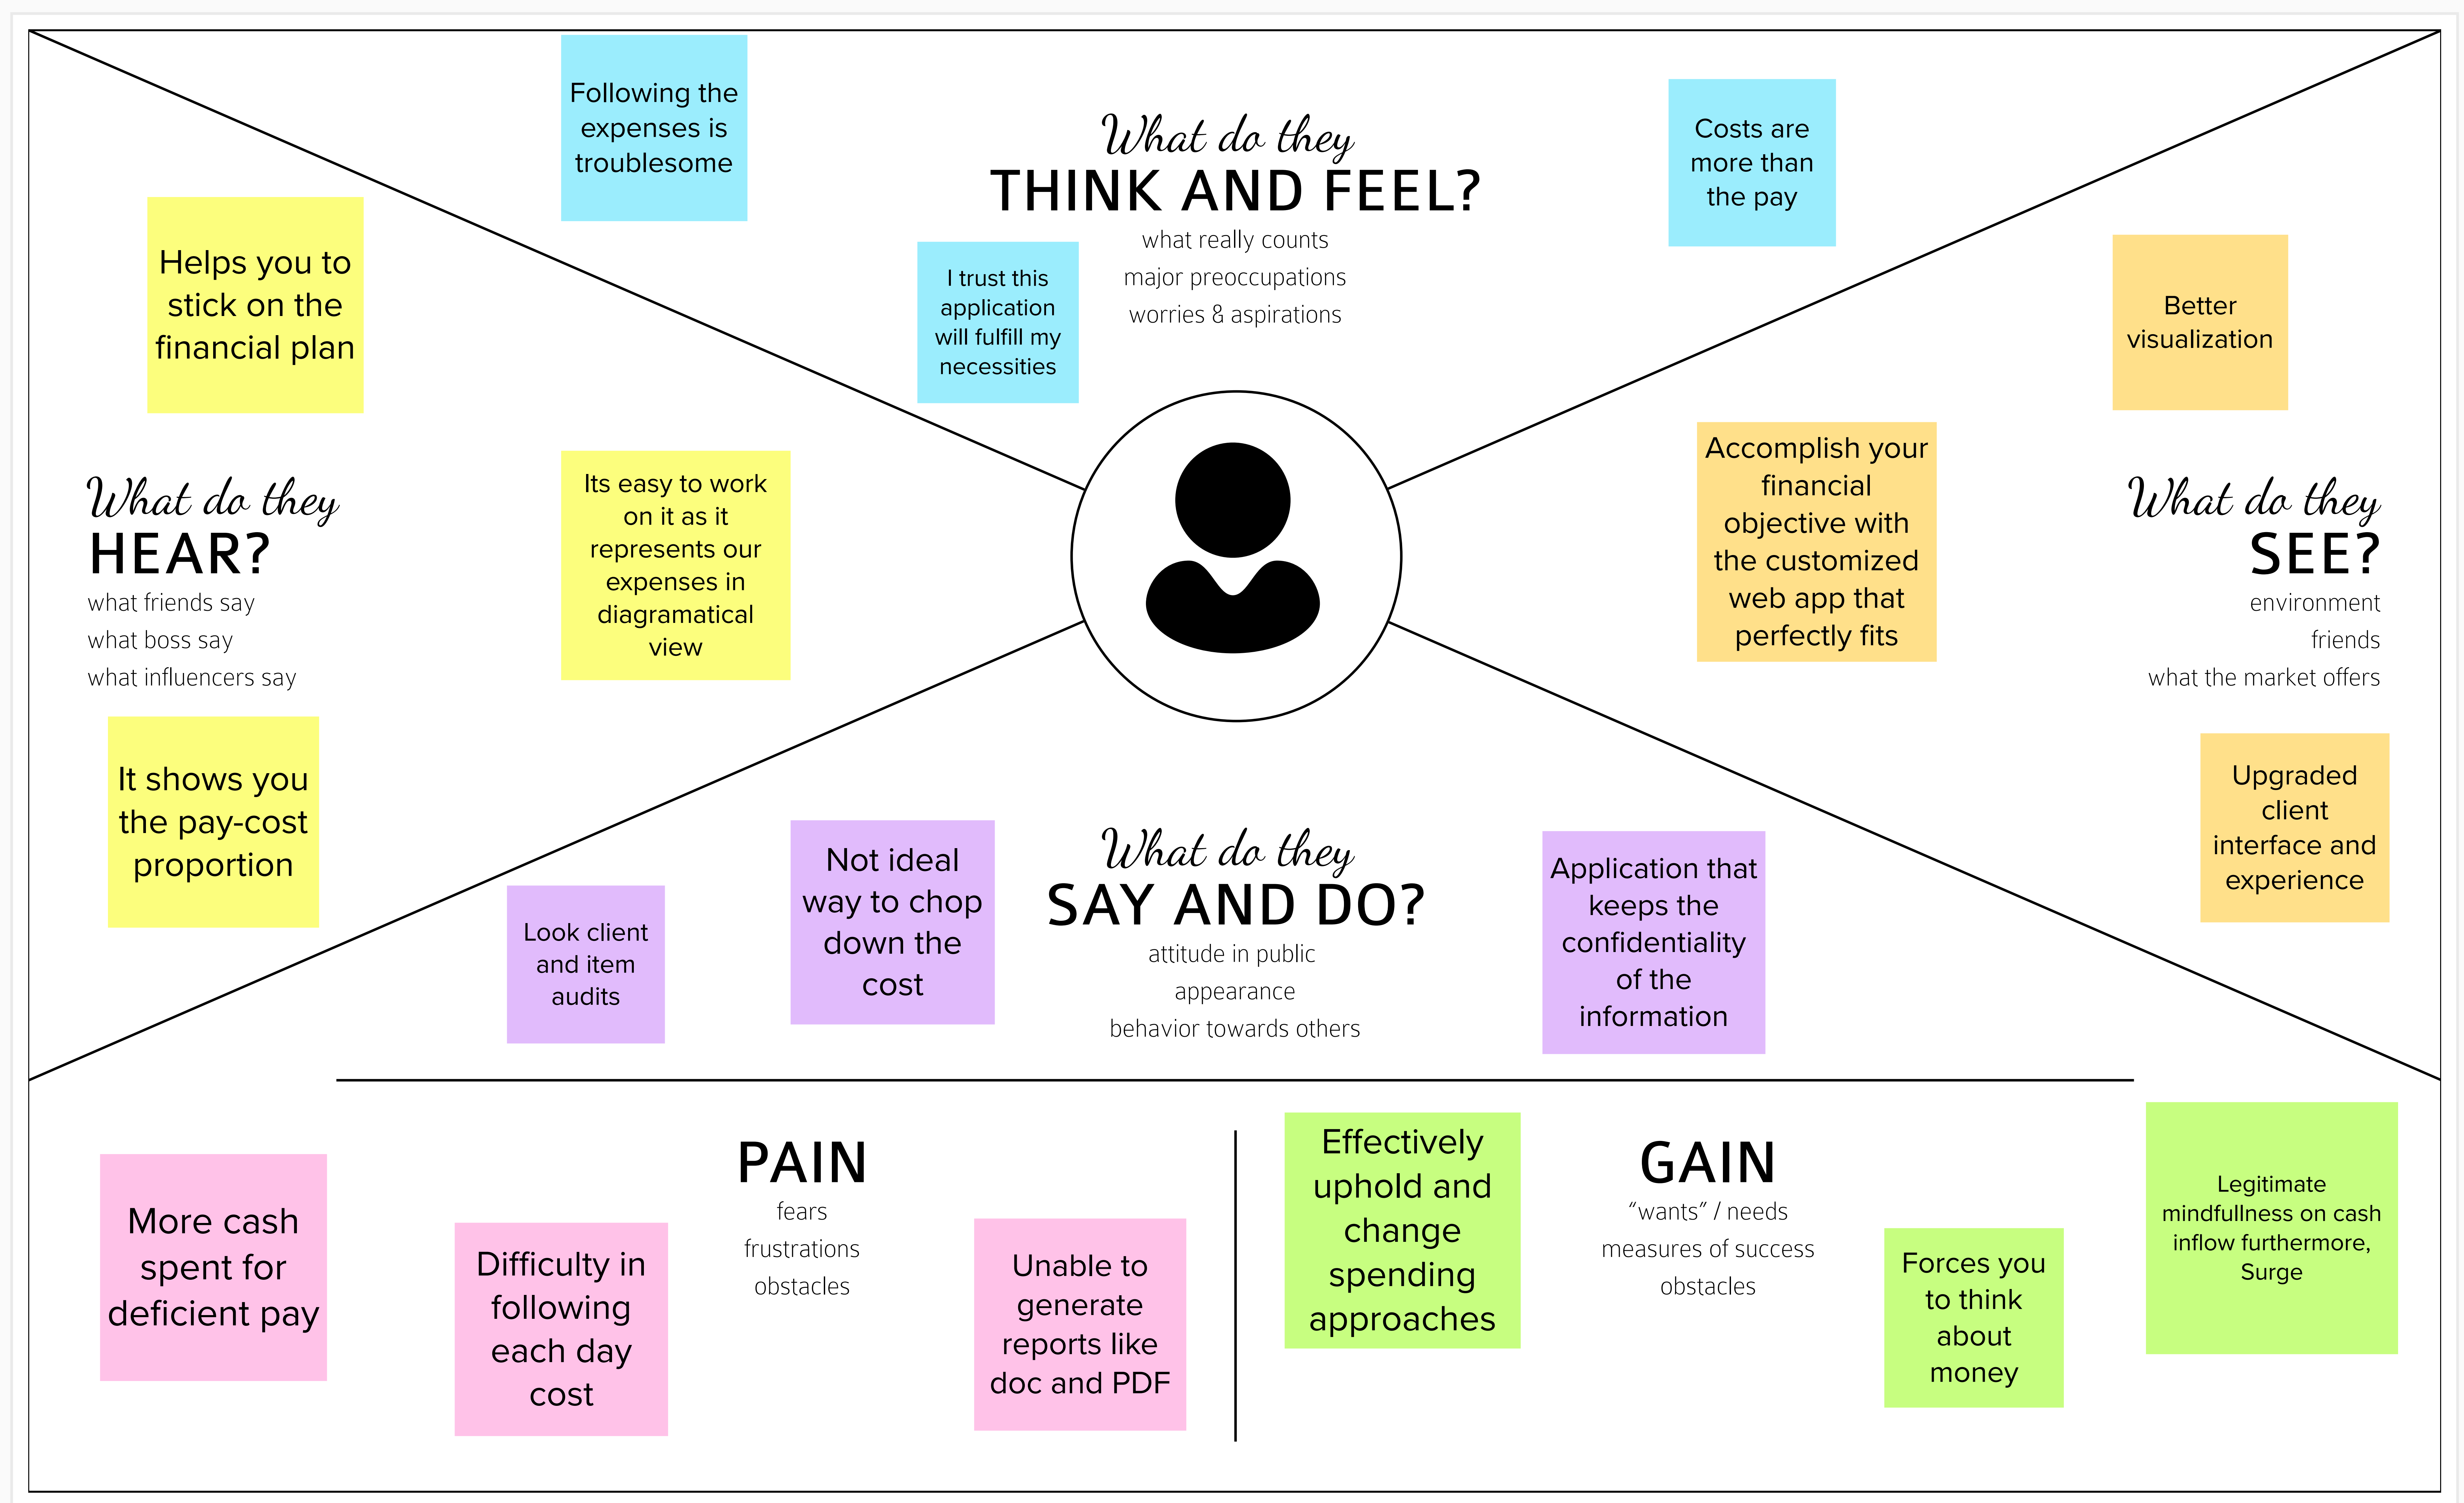 Following the
expenses is
troublesome
What do they
THINK AND FEEL?
what really counts
major preoccupations
worries & aspirations
I trust this
application
will fulfill my
necessities
Costs are
more than
the pay
Helps you to
stick on the
financial plan
What do they
HEAR?
what friends say
what boss say
what influencers say
Its easy to work
on it as it
represents our
expenses in
diagramatical
view
It shows you
the pay-cost
proportion
Better
visualization
Accomplish your
financial
objective with
the customized
web app that
perfectly fits
What do they
SEE?
environment
friends
what the market offers
Upgraded
client
interface and
experience
Look client
and item
audits
Not ideal
way to chop
down the
cost
What do they
SAY AND DO?
attitude in public
appearance
behavior towards others
Application that
keeps the
confidentiality
of the
information
More cash
spent for
deficient pay
Difficulty in
following
each day
cost
PAIN
fears
frustrations
obstacles
Unable to
generate
reports like
doc and PDF
Effectively
uphold and
change
spending
approaches
GAIN
“wants” / needs
measures of success
obstacles
Forces you
to think
about
money
Legitimate
mindfullness on cash
inflow furthermore,
Surge